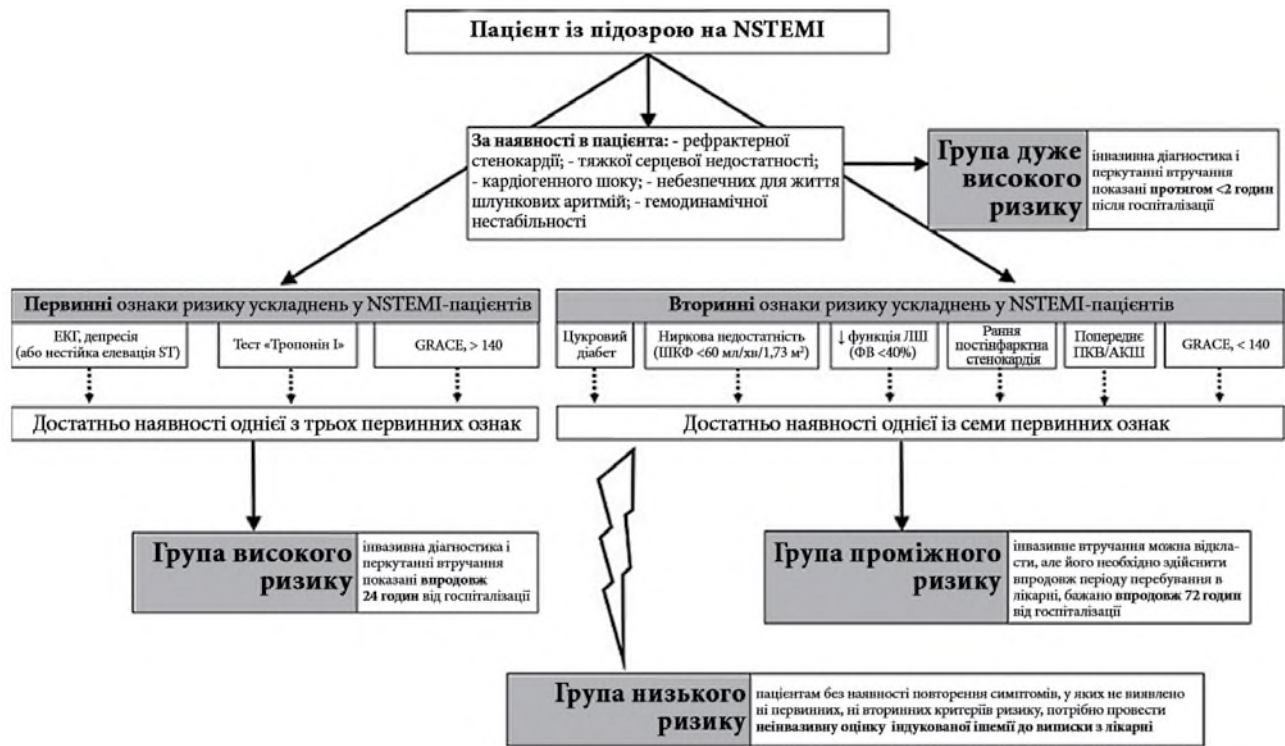 Пацієнт із підозрою на NSTEMI
За наявності в пацієнта: - рефрактерної
стенокардії; - тяжкої серцевої недостатності;
- кардіогенного шоку; - небезпечних для життя
шлункових аритмій; - гемодинамічної
нестабільності
Група дуже
високого
ризику
інвазивна діагностика і
перкутанні втручання
показані протягом <2 годин
після госпіталізації
Первинні ознаки ризику ускладнень у NSTEMI-пацієнтів
ЕКГ, депресія
(або нестійка елевація ST)
Тест «Тропонін І»
GRACE, > 140
Достатньо наявності однієї з трьох первинних ознак
Вторинні ознаки ризику ускладнень у NSTEMI-пацієнтів
Цукровий
діабет
Ниркова недостатність
(ШКФ <60 мл/хв/1,73 м²)
↓ функція ЛШ
(ФВ <40%)
Рання
постінфарктна
стенокардія
Попереднє
ПКВ/АКШ
GRACE, < 140
Достатньо наявності однієї із семи первинних ознак
Група високого
ризику
інвазивна діагностика і
перкутанні втручання
показані впродовж
24 годин від госпіталізації
Група проміжного
ризику
інвазивне втручання можна відкла-
сти, але його необхідно здійснити
впродовж періоду перебування в
лікарні, бажано впродовж 72 годин
від госпіталізації
Група низького
ризику
пацієнтам без наявності повторення симптомів, у яких не виявлено
ні первинних, ні вторинних критеріїв ризику, потрібно провести
неінвазивну оцінку індукованої ішемії до виписки з лікарні